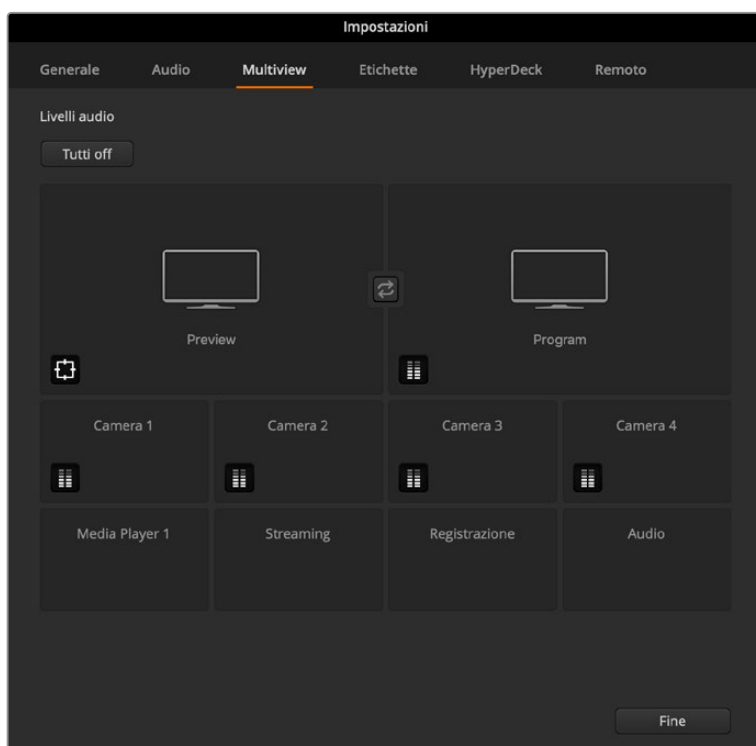 Impostazioni
Generale Audio Multiview Etichette HyperDeck Remoto
Livelli audio
Tutti off
Preview Program
Camera 1 Camera 2 Camera 3 Camera 4
Media Player 1 Streaming Registrazione Audio
Fine